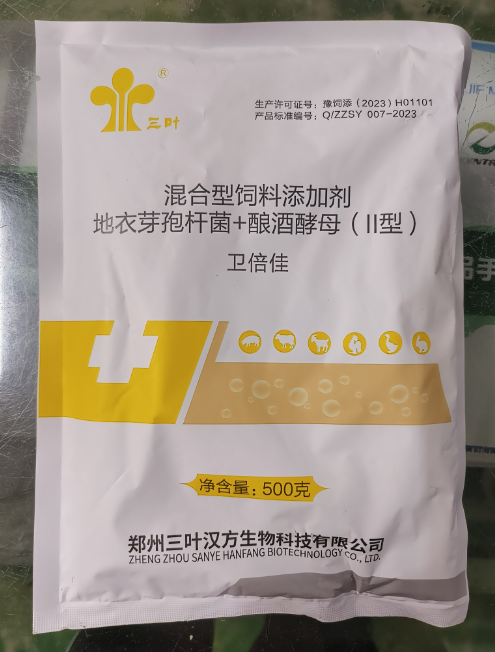 ®
三叶
生产许可证号：豫饲添（2023）H01101
产品标准编号：Q/ZZSY 007-2023
混合型饲料添加剂
地衣芽孢杆菌+酿酒酵母（II型）
卫倍佳
净含量：500克
郑州三叶汉方生物科技有限公司
ZHENG ZHOU SANYE HANFANG BIOTECHNOLOGY CO., LTD.